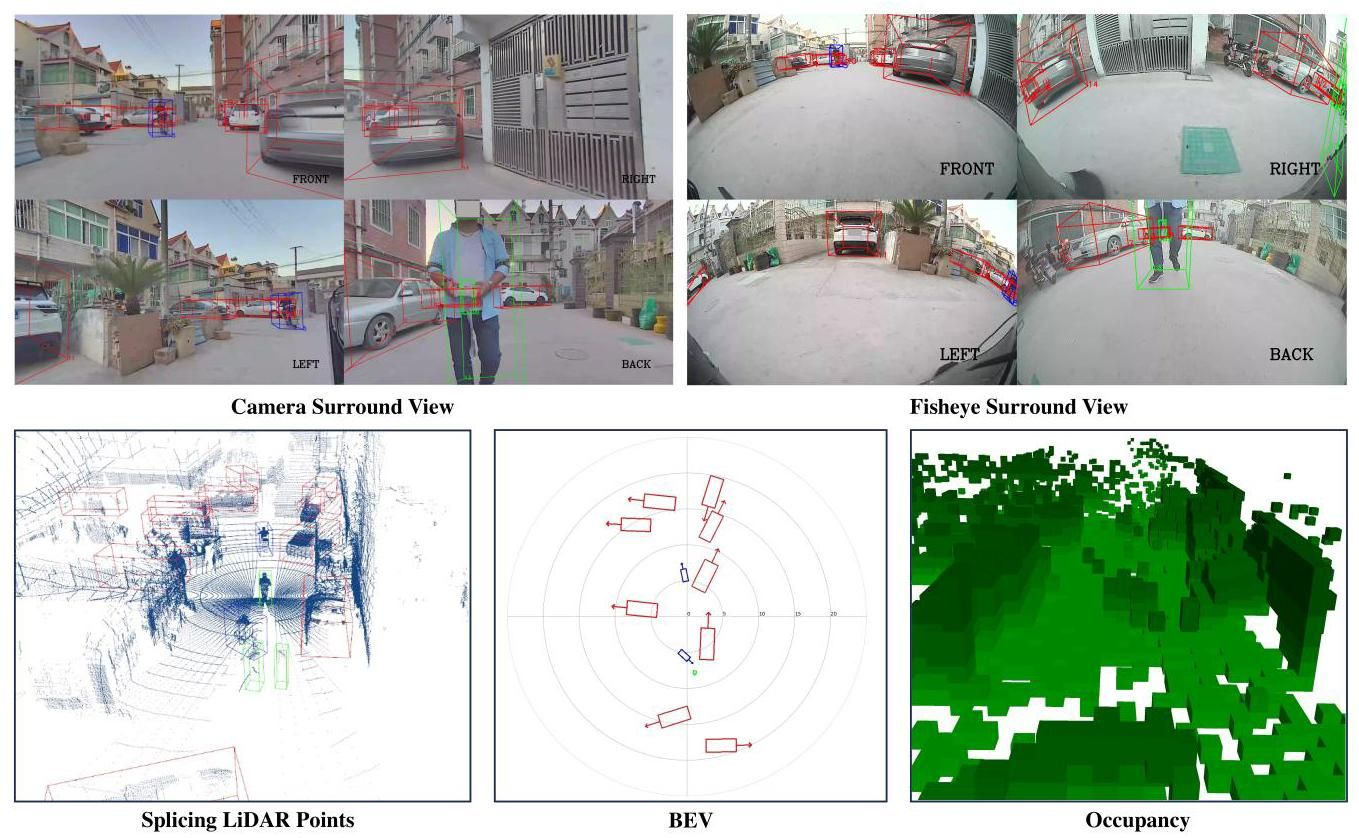 FRONT
RIGHT
FRONT
RIGHT
LEFT
BACK
LEFT
BACK
Camera Surround View
Fisheye Surround View
0 5 10 15 20
Splicing LiDAR Points
BEV
Occupancy